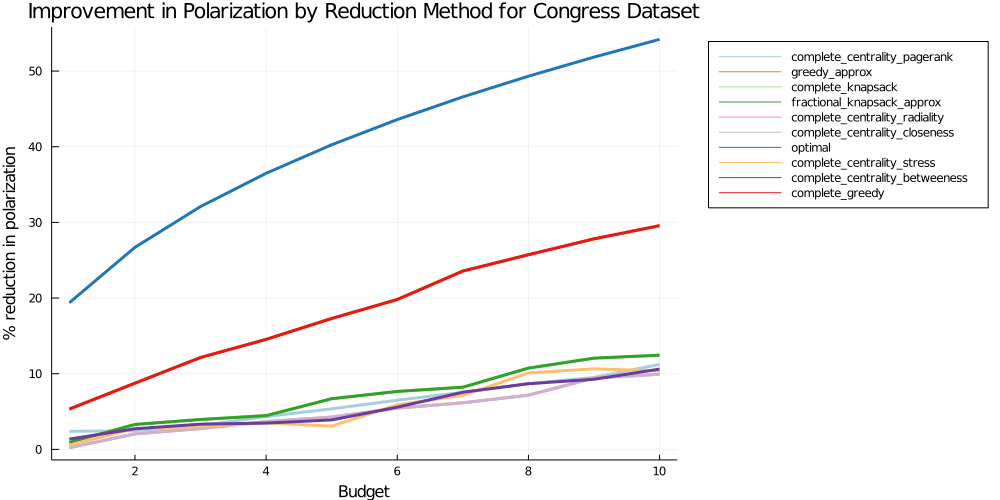 Improvement in Polarization by Reduction Method for Congress Dataset
% reduction in polarization
50
40
30
20
10
0
2
4
6
8
10
Budget
complete_centrality_pagerank
greedy_approx
complete_knapsack
fractional_knapsack_approx
complete_centrality_radiality
complete_centrality_closeness
optimal
complete_centrality_stress
complete_centrality_betweeness
complete_greedy